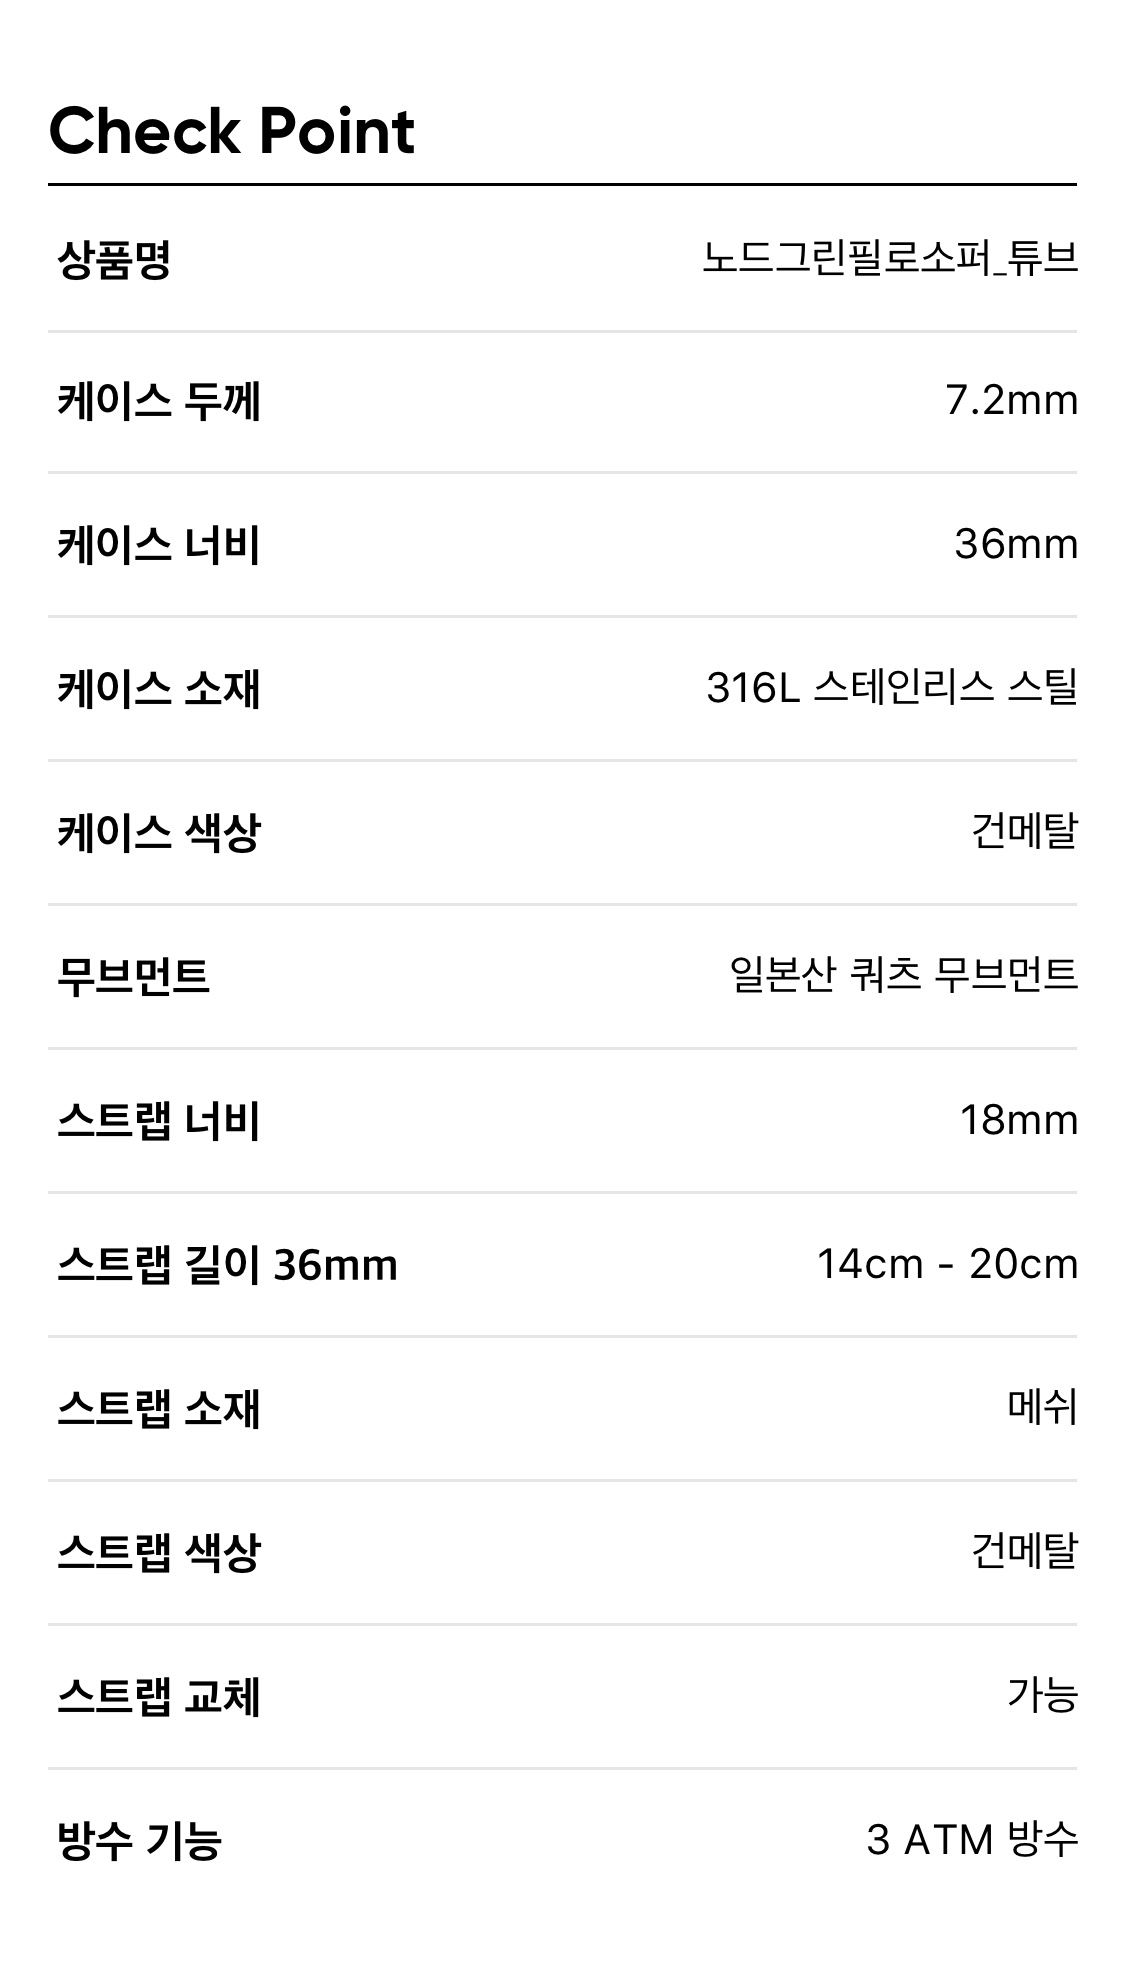 Check Point
상품명 노드그린필로소퍼_튜브
케이스 두께 7.2mm
케이스 너비 36mm
케이스 소재 316L 스테인리스 스틸
케이스 색상 건메탈
무브먼트 일본산 쿼츠 무브먼트
스트랩 너비 18mm
스트랩 길이 36mm 14cm - 20cm
스트랩 소재 메쉬
스트랩 색상 건메탈
스트랩 교체 가능
방수 기능 3 ATM 방수